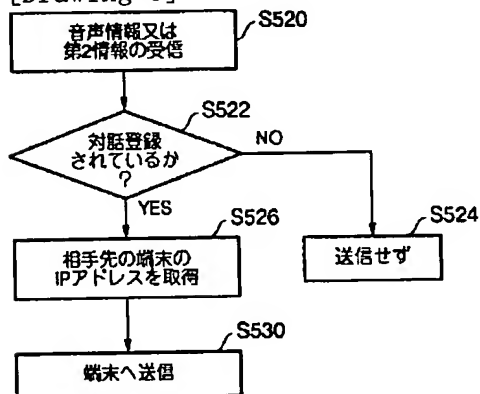 S520
音声情報又は
第2情報の受信
S522
対話登録
されているか
?
NO
YES
S526
相手先の端末の
IPアドレスを取得
S524
送信せず
S530
端末へ送信